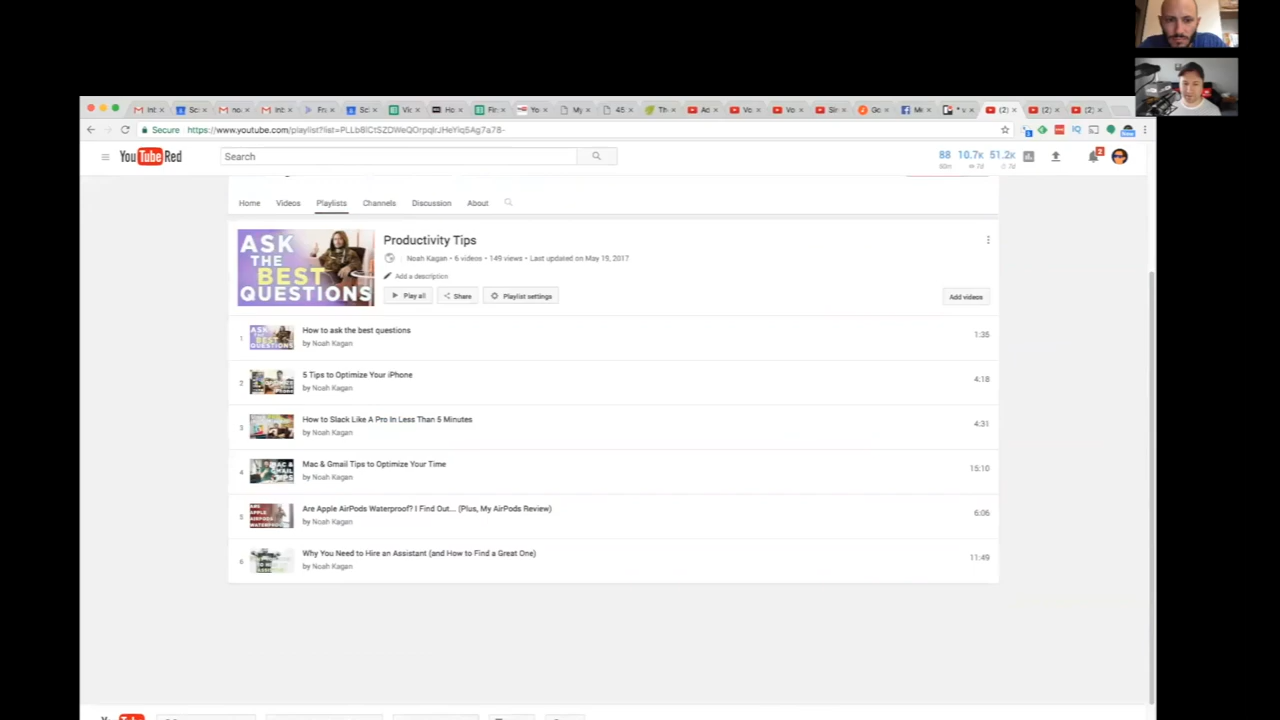 Secure https://www.youtube.com/playlist?list=
YouTube Red
Search
88 10.7K 51.2K
60m 7d 7d
2
Home Videos Playlists Channels Discussion About
ASK THE BEST QUESTIONS
Productivity Tips
Noah Kagan • 6 videos • 149 views • Last updated on May 19, 2017
Add a description
Play all Share Playlist settings
Add videos
1 How to ask the best questions 1:35
by Noah Kagan
2 5 Tips to Optimize Your iPhone 4:18
by Noah Kagan
3 How to Slack Like A Pro In Less Than 5 Minutes 4:31
by Noah Kagan
4 Mac & Gmail Tips to Optimize Your Time 15:10
by Noah Kagan
5 Are Apple AirPods Waterproof? I Find Out... (Plus, My AirPods Review) 6:06
by Noah Kagan
6 Why You Need to Hire an Assistant (and How to Find a Great One) 11:49
by Noah Kagan